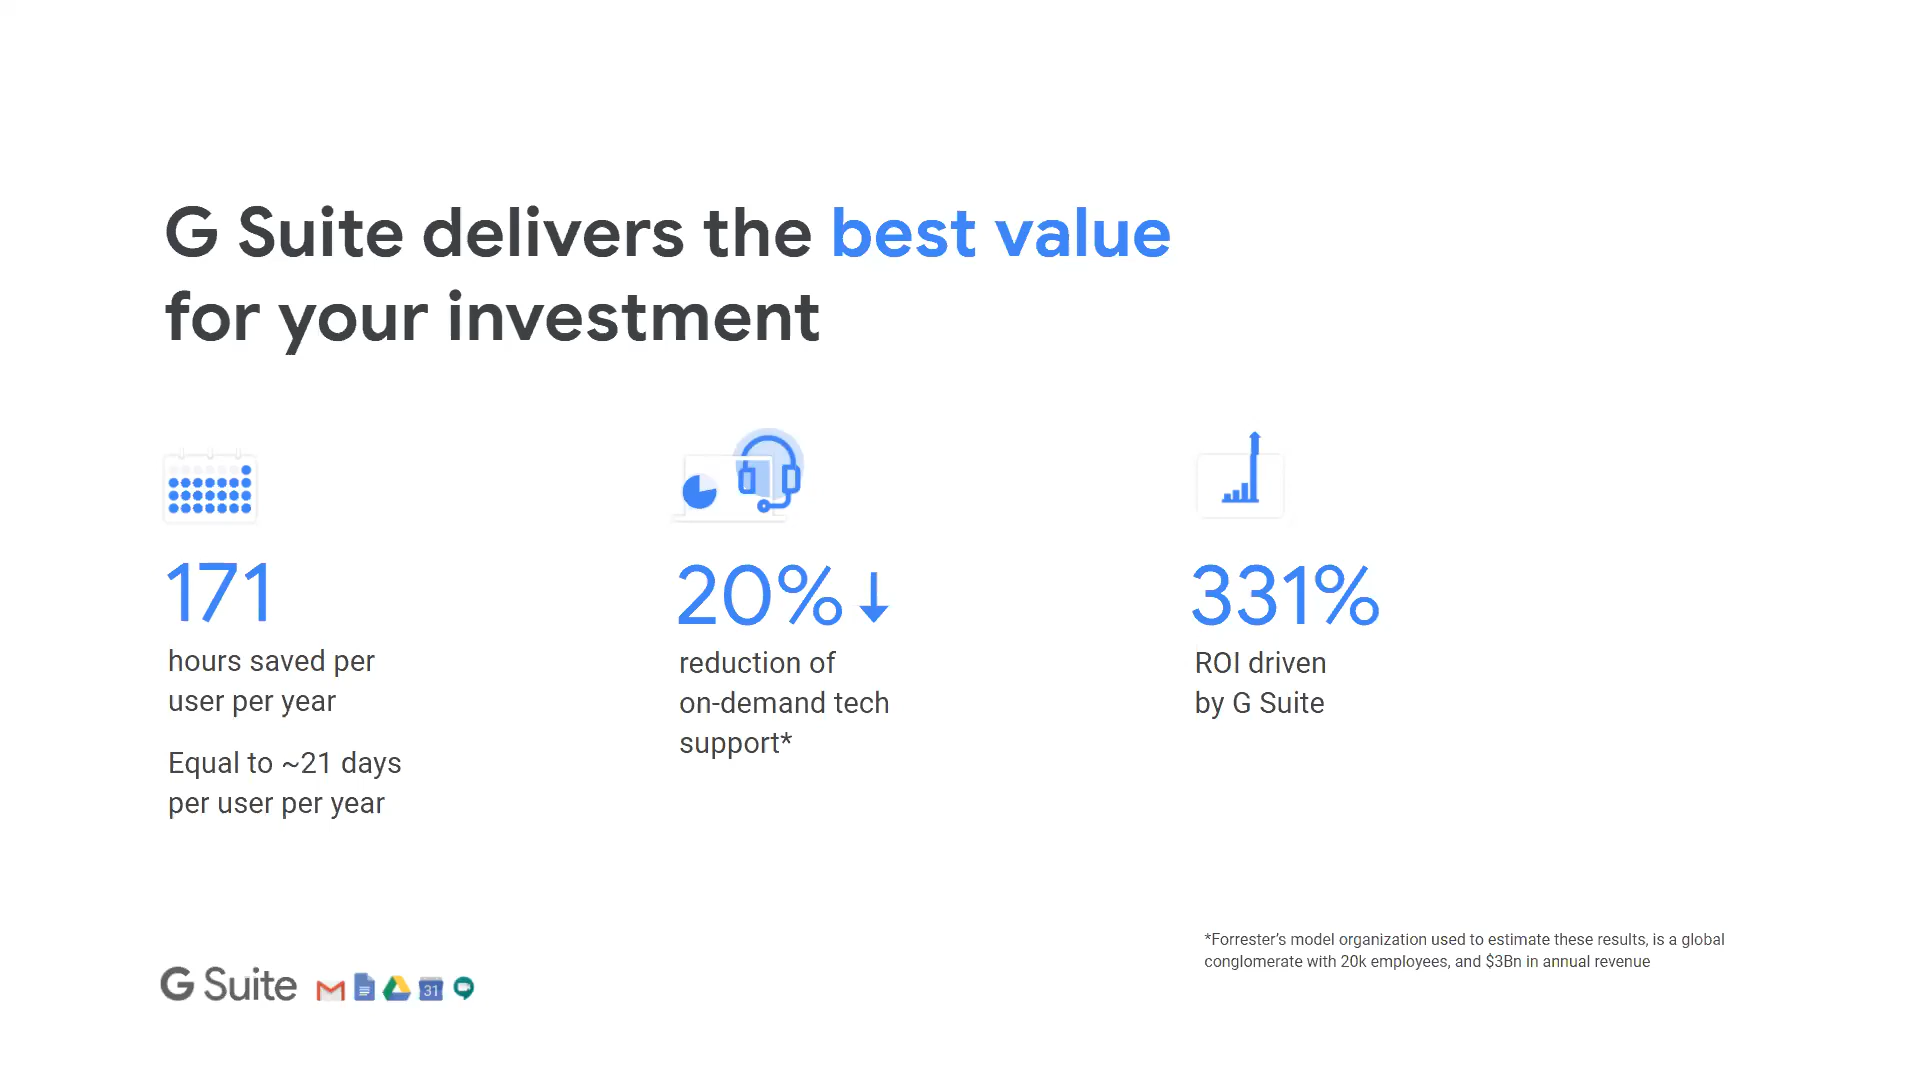 G Suite delivers the best value
for your investment
171
hours saved per
user per year
Equal to ~21 days
per user per year
20%↓
reduction of
on-demand tech
support*
331%
ROI driven
by G Suite
*Forrester’s model organization used to estimate these results, is a global
conglomerate with 20k employees, and $3Bn in annual revenue
G Suite
31